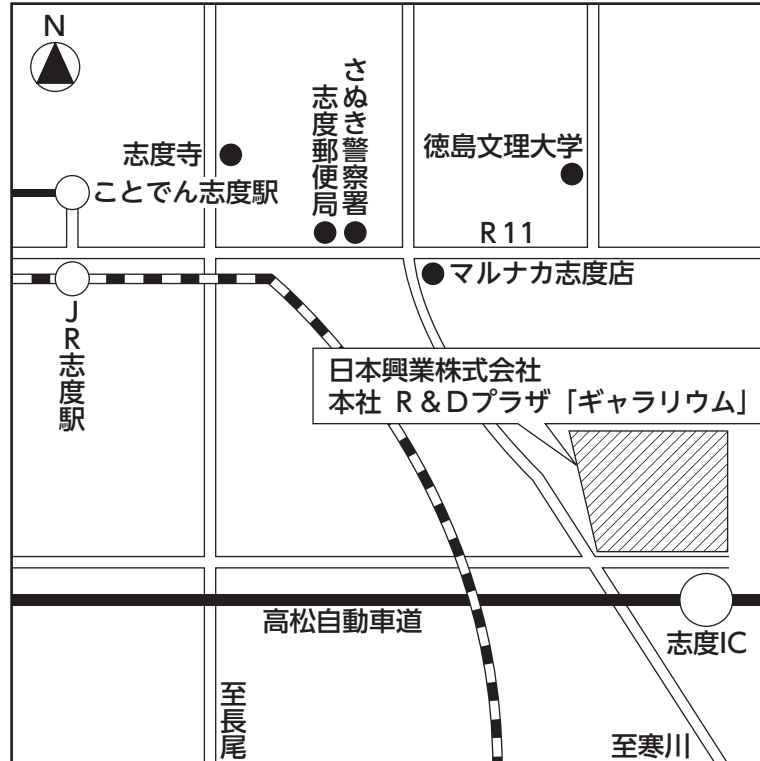 N
さぬき警察署
志度郵便局
志度寺
徳島文理大学
ことでん志度駅
R11
マルナカ志度店
JR志度駅
日本興業株式会社
本社 R&Dプラザ「ギャラリウム」
高松自動車道
志度IC
至長尾
至寒川